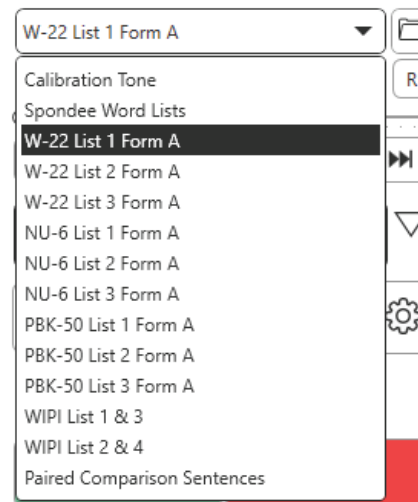 W-22 List 1 Form A
R
Calibration Tone
Spondee Word Lists
W-22 List 1 Form A
W-22 List 2 Form A
W-22 List 3 Form A
NU-6 List 1 Form A
NU-6 List 2 Form A
NU-6 List 3 Form A
PBK-50 List 1 Form A
PBK-50 List 2 Form A
PBK-50 List 3 Form A
WIPI List 1 & 3
WIPI List 2 & 4
Paired Comparison Sentences